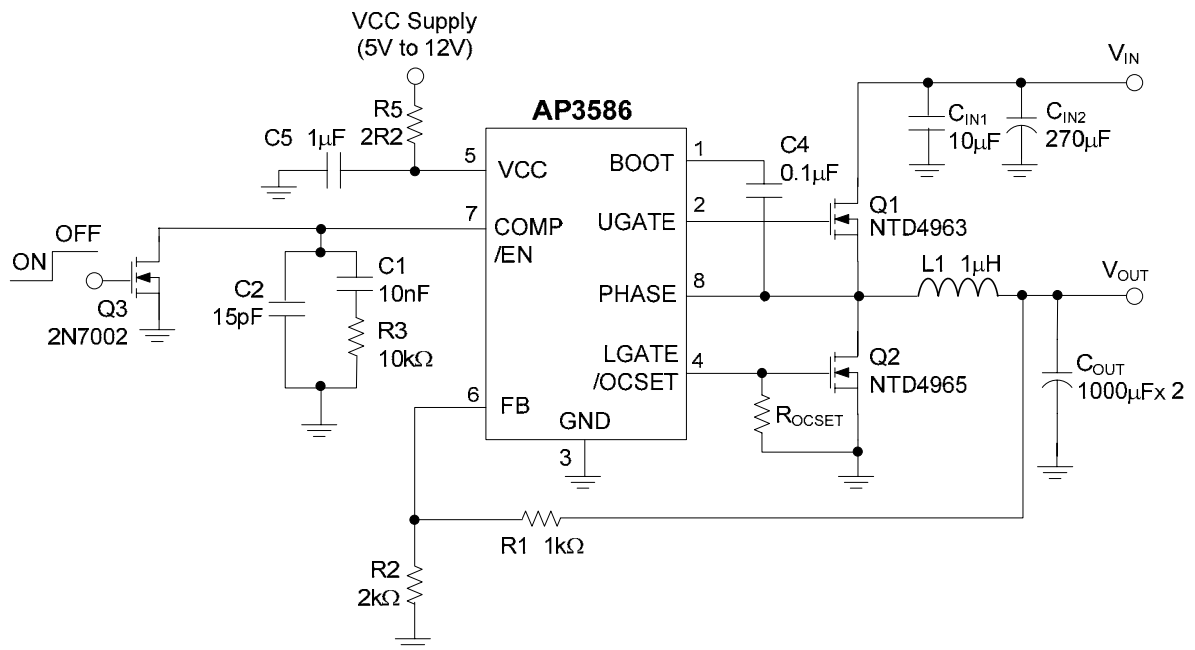 VCC Supply
(5V to 12V)
R5
2R2
C5 1μF
AP3586
5
VCC
7
COMP
/EN
6
FB
GND
3
BOOT
1
UGATE
2
PHASE
8
LGATE
/OCSET
4
C4
0.1μF
V_IN
C_IN1
10μF
C_IN2
270μF
Q1
NTD4963
L1 1μH
V_OUT
Q2
NTD4965
R_OCSET
C_OUT
1000μFx 2
OFF
ON
Q3
2N7002
C2
15pF
C1
10nF
R3
10kΩ
R1 1kΩ
R2
2kΩ